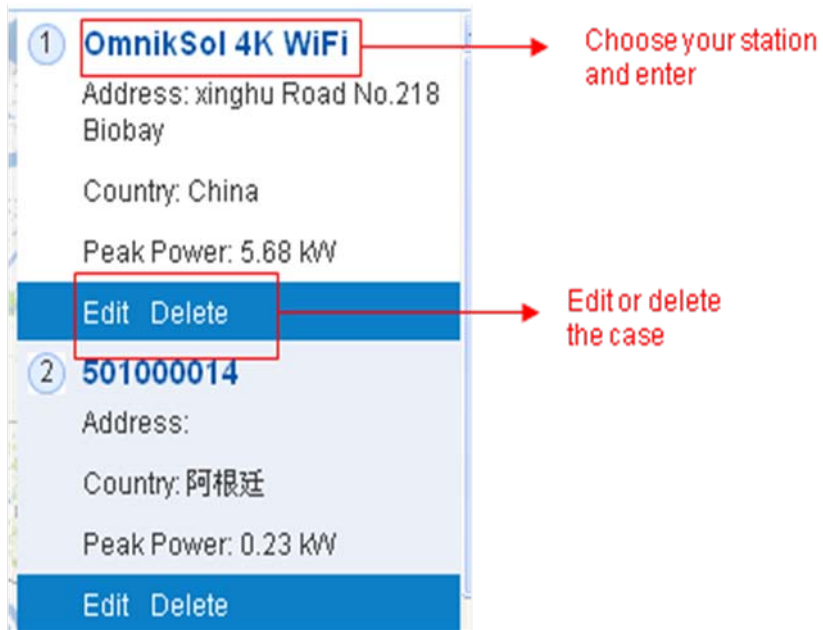 1 OmnikSol 4K WiFi
Choose your station
and enter
Address: xinghu Road No.218
Biobay
Country: China
Peak Power: 5.68 kW
Edit Delete
Edit or delete
the case
2 501000014
Address:
Country: 阿根廷
Peak Power: 0.23 kW
Edit Delete